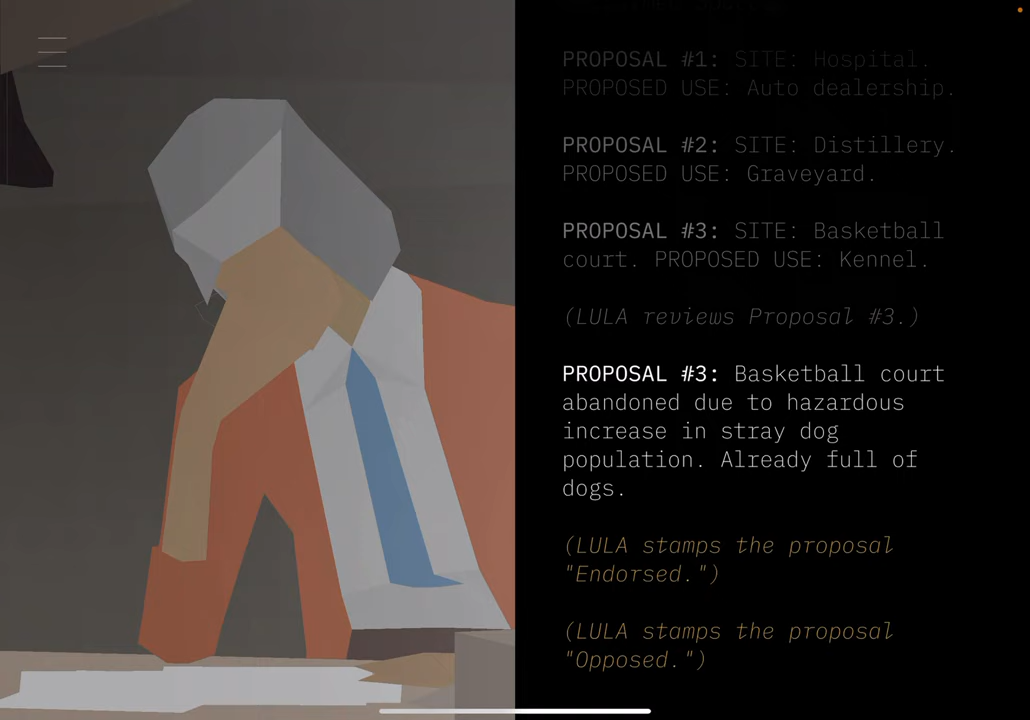 PROPOSAL #1: SITE: Hospital.
PROPOSED USE: Auto dealership.
PROPOSAL #2: SITE: Distillery.
PROPOSED USE: Graveyard.
PROPOSAL #3: SITE: Basketball
court. PROPOSED USE: Kennel.
(LULA reviews Proposal #3.)
PROPOSAL #3: Basketball court
abandoned due to hazardous
increase in stray dog
population. Already full of
dogs.
(LULA stamps the proposal
"Endorsed.")
(LULA stamps the proposal
"Opposed.")